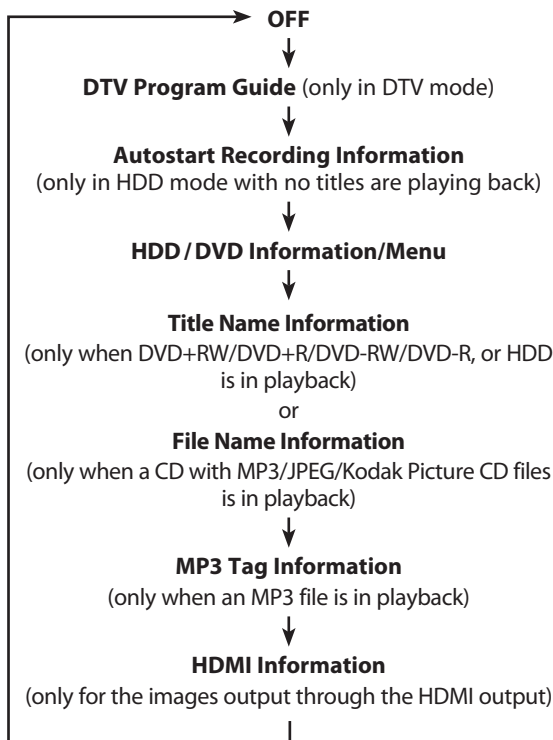 OFF
DTV Program Guide (only in DTV mode)
Autostart Recording Information
(only in HDD mode with no titles are playing back)
HDD / DVD Information/Menu
Title Name Information
(only when DVD+RW/DVD+R/DVD-RW/DVD-R, or HDD
is in playback)
or
File Name Information
(only when a CD with MP3/JPEG/Kodak Picture CD files
is in playback)
MP3 Tag Information
(only when an MP3 file is in playback)
HDMI Information
(only for the images output through the HDMI output)